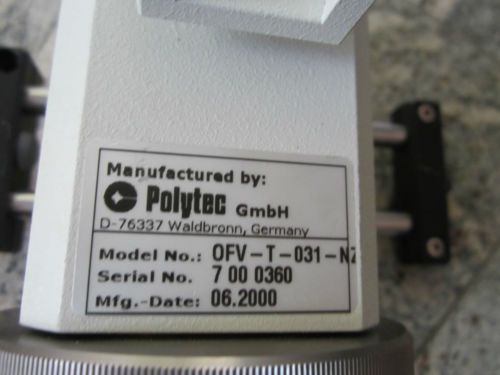 Manufactured by:
Polytec GmbH
D-76337 Waldbronn, Germany
Model No.: OFV-T-031-NZ
Serial No. 7 00 0360
Mfg.-Date: 06.2000